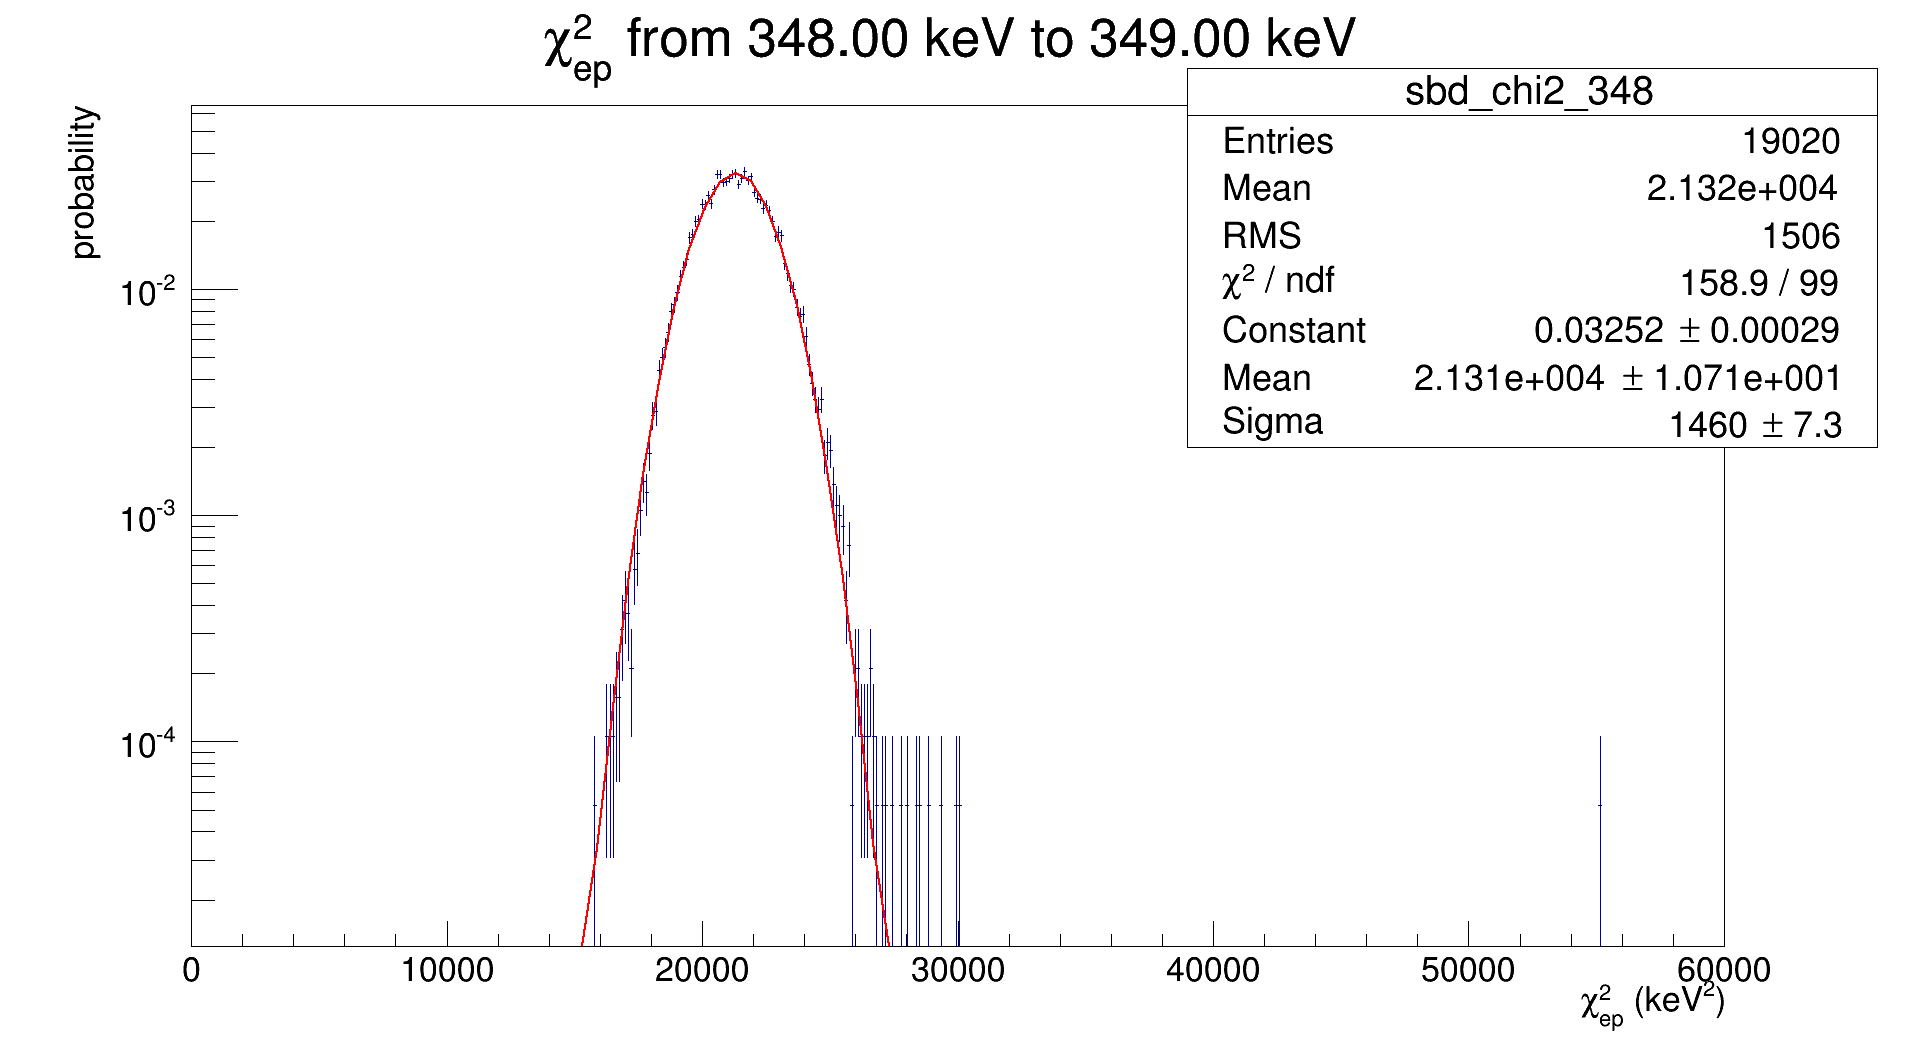 χ²ep from 348.00 keV to 349.00 keV
sbd_chi2_348
Entries 19020
Mean 2.132e+004
RMS 1506
χ² / ndf 158.9 / 99
Constant 0.03252 ± 0.00029
Mean 2.131e+004 ± 1.071e+001
Sigma 1460 ± 7.3
probability
10⁻²
10⁻³
10⁻⁴
0 10000 20000 30000 40000 50000 60000
χ²ep (keV²)